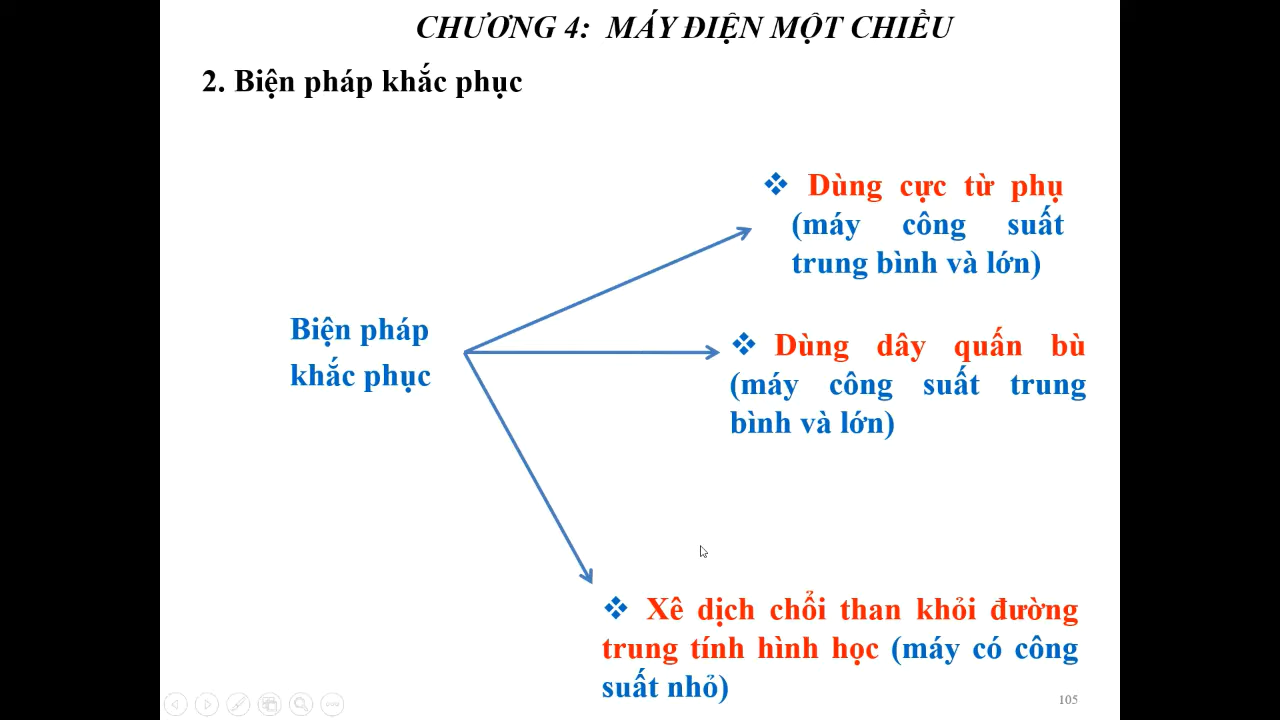 CHƯƠNG 4: MÁY ĐIỆN MỘT CHIỀU
2. Biện pháp khắc phục
Dùng cực từ phụ
(máy công suất
trung bình và lớn)
Biện pháp
khắc phục
Dùng dây quấn bù
(máy công suất trung
bình và lớn)
Xê dịch chổi than khỏi đường
trung tính hình học (máy có công
suất nhỏ)
105